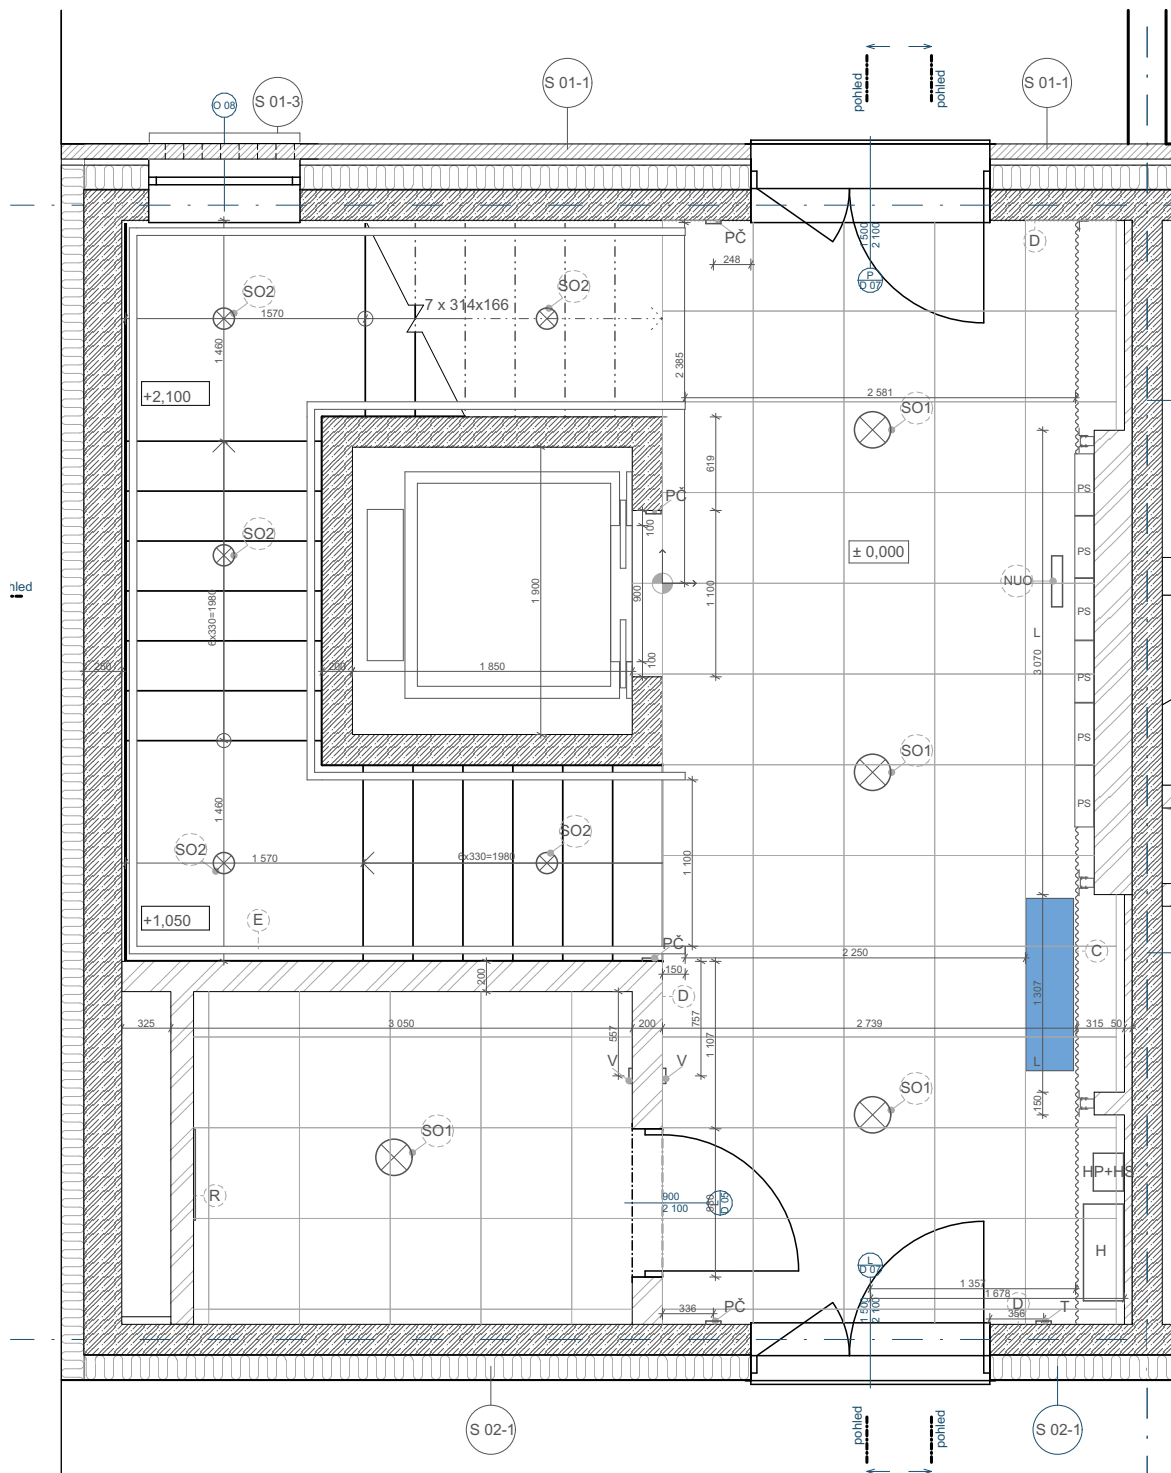 pohled
pohled
S 01-3
O 08
S 01-1
S 01-1
PČ
248
1 500
2 100
P
O 07
D
SO2
1570
1 460
SO2
7 x 314x166
2 385
+2,100
2 581
SO1
619
PČ
PS
100
SO2
± 0,000
PS
NUO
1 900
900
1 100
6x330=1980
PS
L
3 070
250
200
1 850
100
PS
PS
SO1
PS
1 460
SO2
1 570
6x330=1980
SO2
1 100
+1,050
E
PČ
2 250
C
150
200
D
1 307
325
3 050
200
757
557
1 107
2 739
315
50
V
V
L
150
SO1
SO1
HP+HS
R
900
2 100
880
L
O 05
H
L
O 07
1 357
1 678
336
PČ
1 500
2 100
D
356
T
S 02-1
S 02-1
pohled
pohled